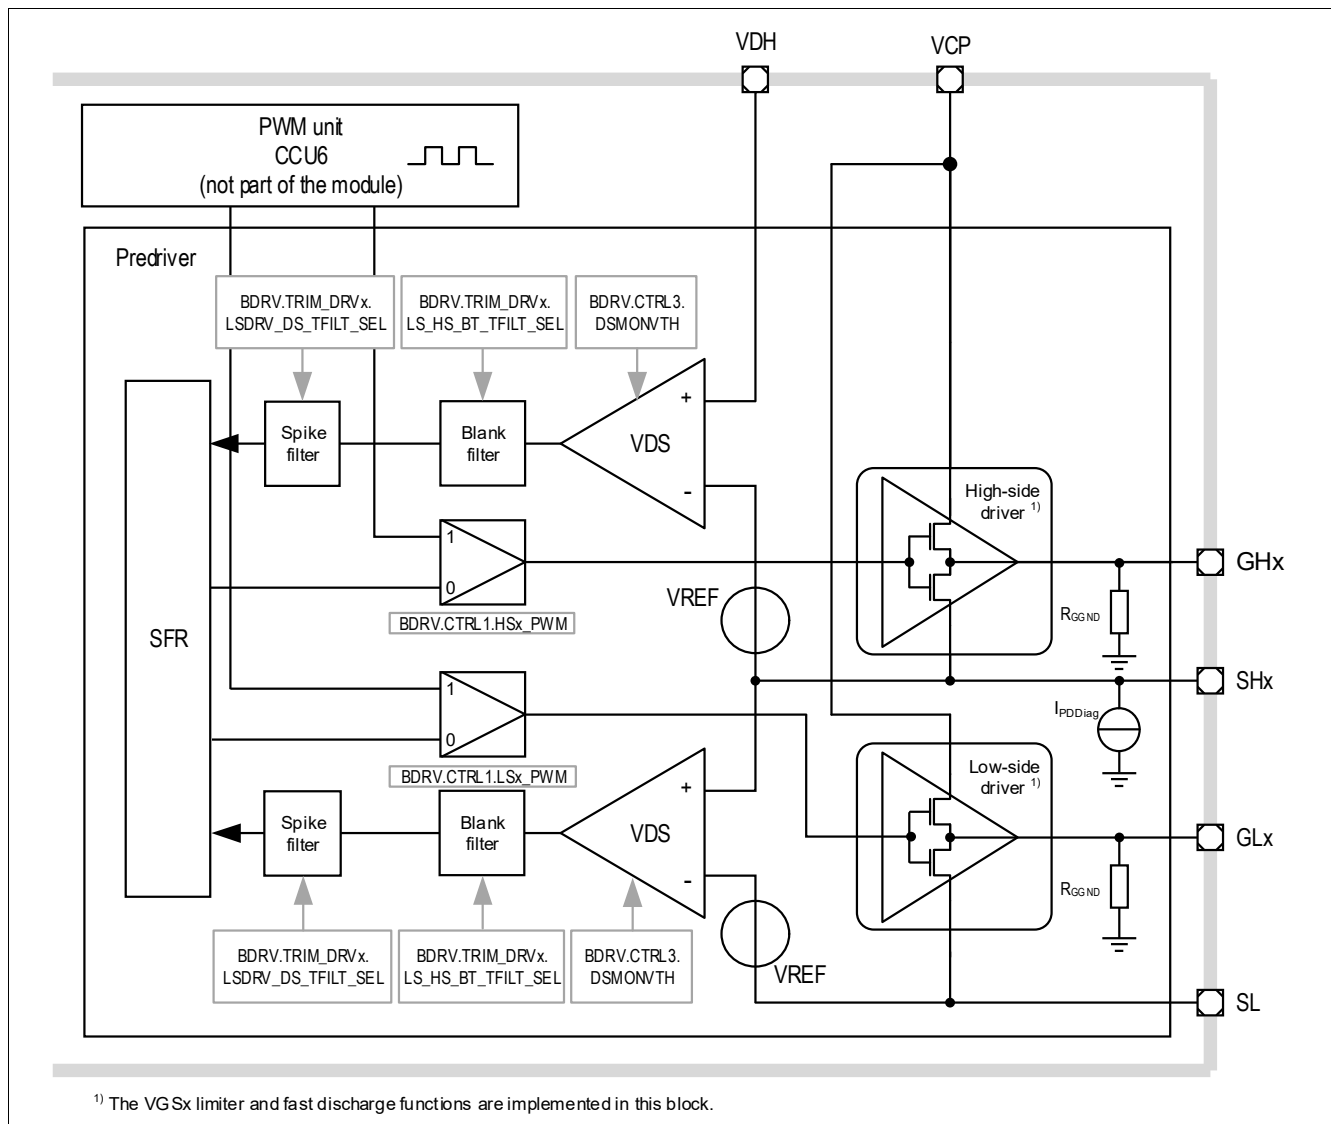 VDH
VCP
PWM unit
CCU6
(not part of the module)
Predriver
BDRV.TRIM_DRVx.
LSDRV_DS_TFILT_SEL
BDRV.TRIM_DRVx.
LS_HS_BT_TFILT_SEL
BDRV.CTRL3.
DSMONVTH
+
Spike
filter
Blank
filter
VDS
-
High-side
driver 1)
1
0
BDRV.CTRL1.HSx_PWM
GHx
VREF
RGGND
SFR
SHx
1
0
IPDDiag
BDRV.CTRL1.LSx_PWM
Low-side
driver 1)
+
Spike
filter
Blank
filter
VDS
-
GLx
RGGND
BDRV.TRIM_DRVx.
LSDRV_DS_TFILT_SEL
BDRV.TRIM_DRVx.
LS_HS_BT_TFILT_SEL
BDRV.CTRL3.
DSMONVTH
VREF
SL
1) The VGSx limiter and fast discharge functions are implemented in this block.